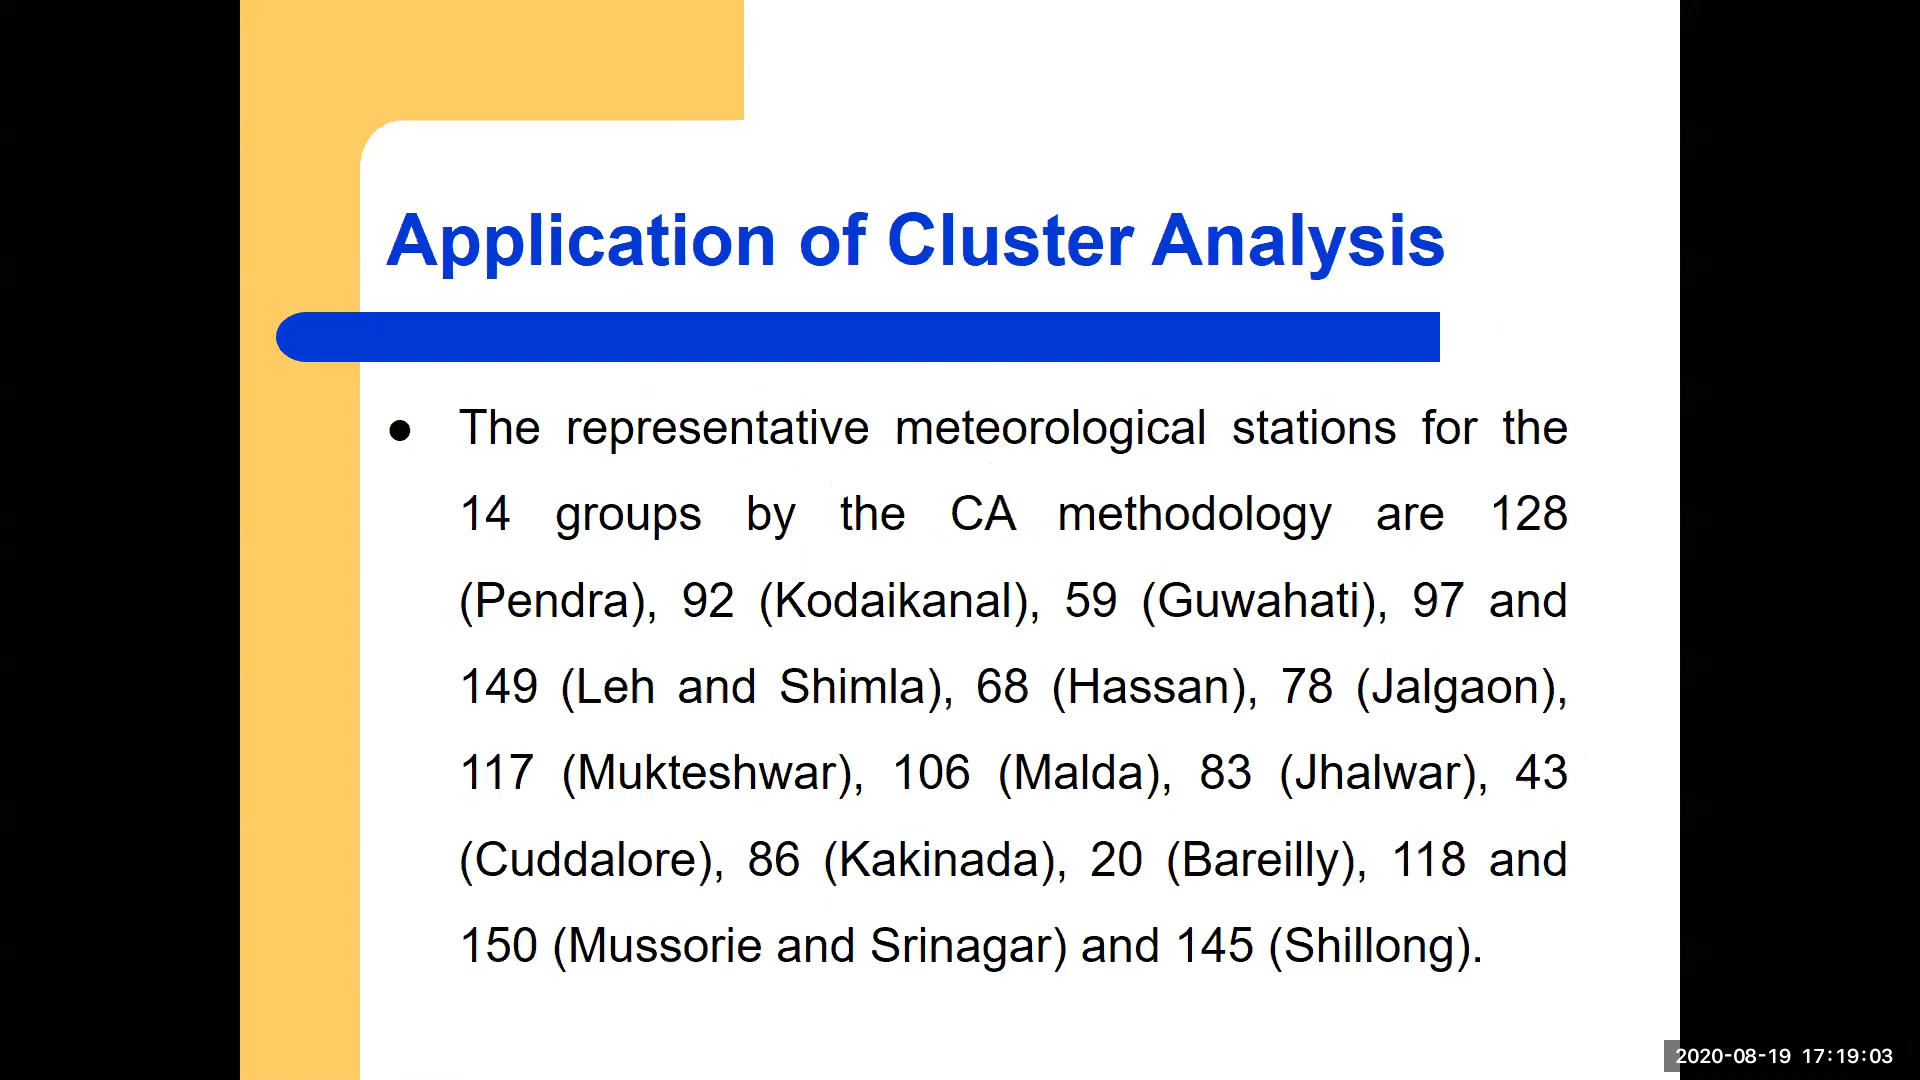 Application of Cluster Analysis
● The representative meteorological stations for the
14 groups by the CA methodology are 128
(Pendra), 92 (Kodaikanal), 59 (Guwahati), 97 and
149 (Leh and Shimla), 68 (Hassan), 78 (Jalgaon),
117 (Mukteshwar), 106 (Malda), 83 (Jhalwar), 43
(Cuddalore), 86 (Kakinada), 20 (Bareilly), 118 and
150 (Mussorie and Srinagar) and 145 (Shillong).
2020-08-19 17:19:03